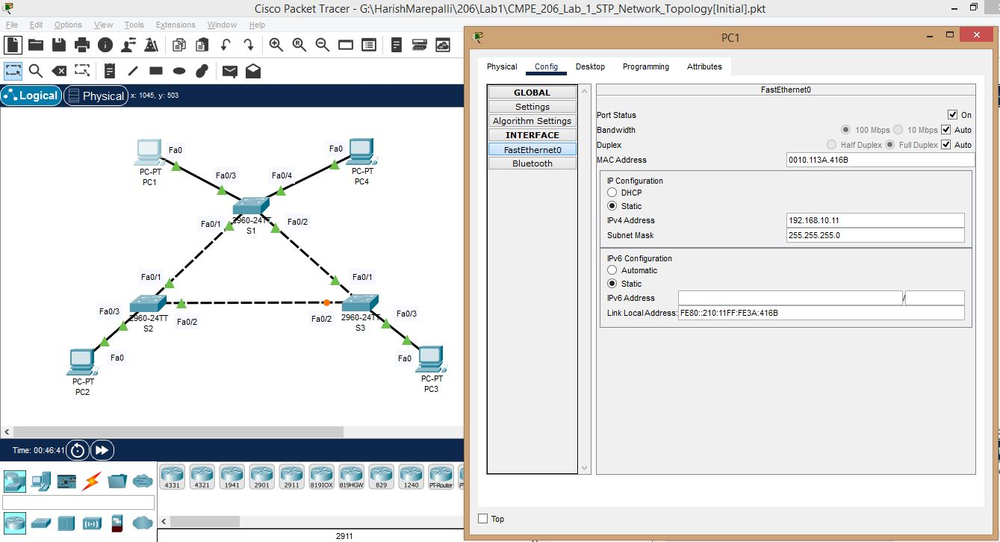 Cisco Packet Tracer - G:\HarishMarepalli\206\Lab1\CMPE_206_Lab_1_STP_Network_Topology[Initial].pkt
File Edit Options View Tools Extensions Window Help
Logical Physical x: 1045, y: 503
Fa0
PC-PT
PC1
Fa0
PC-PT
PC4
Fa0/3
Fa0/4
Fa0/1
2960-24TT
S1
Fa0/2
Fa0/1
Fa0/1
Fa0/3
2960-24TT
S2
Fa0/2
Fa0/2
2960-24TT
S3
Fa0/3
Fa0
PC-PT
PC2
Fa0
PC-PT
PC3
Time: 00:46:41
4331 4321 1941 2901 2911 819IOX 819HGW 829 1240 PT-Router
2911
PC1
Physical Config Desktop Programming Attributes
GLOBAL
Settings
Algorithm Settings
INTERFACE
FastEthernet0
Bluetooth
FastEthernet0
Port Status On
Bandwidth 100 Mbps 10 Mbps Auto
Duplex Half Duplex Full Duplex Auto
MAC Address 0010.113A.416B
IP Configuration
DHCP
Static
IPv4 Address 192.168.10.11
Subnet Mask 255.255.255.0
IPv6 Configuration
Automatic
Static
IPv6 Address /
Link Local Address: FE80::210:11FF:FE3A:416B
Top